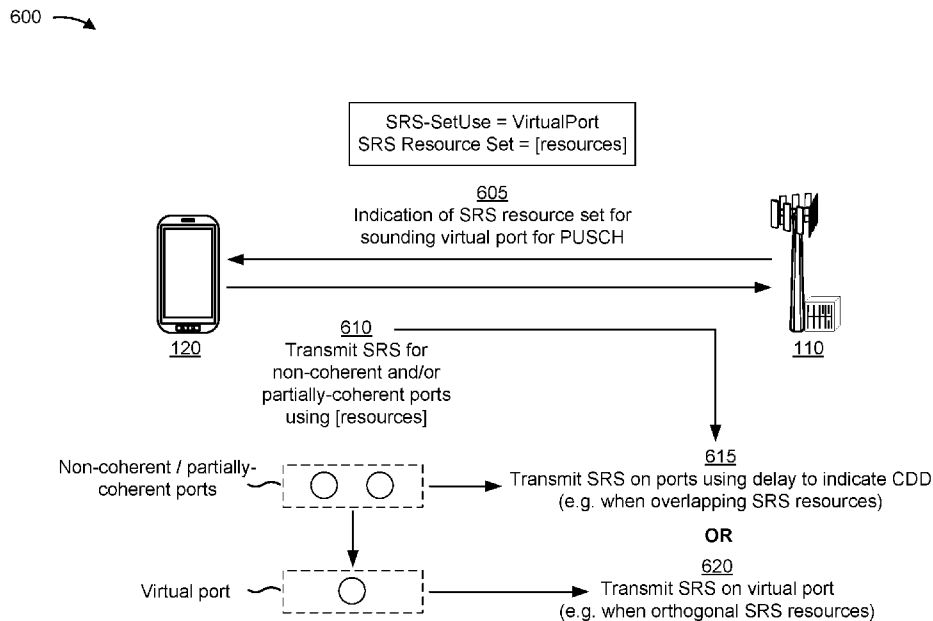 600
SRS-SetUse = VirtualPort
SRS Resource Set = [resources]
605
Indication of SRS resource set for
sounding virtual port for PUSCH
120
110
610
Transmit SRS for
non-coherent and/or
partially-coherent ports
using [resources]
615
Transmit SRS on ports using delay to indicate CDD
(e.g. when overlapping SRS resources)
Non-coherent / partially-
coherent ports
OR
620
Transmit SRS on virtual port
(e.g. when orthogonal SRS resources)
Virtual port